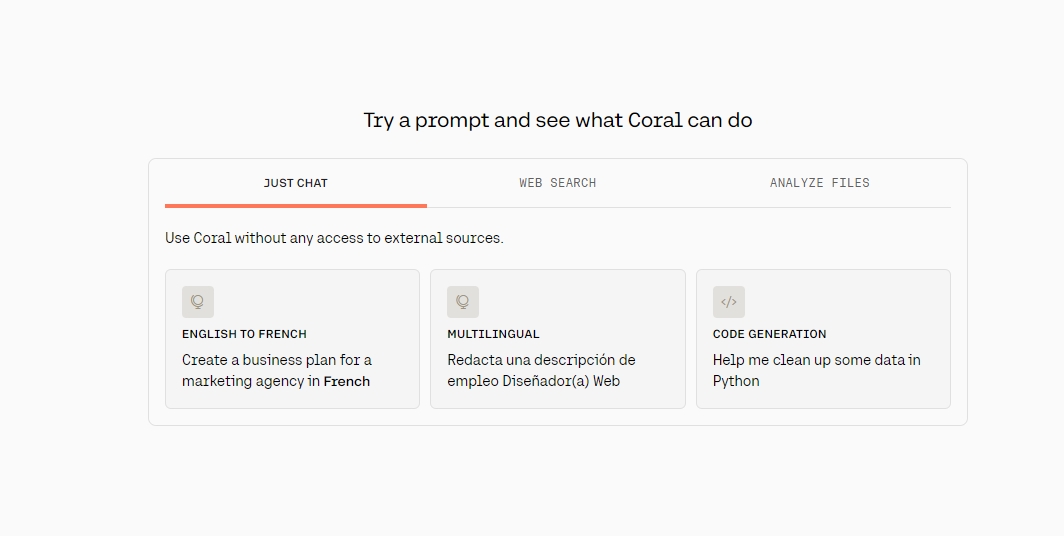 Try a prompt and see what Coral can do
JUST CHAT
WEB SEARCH
ANALYZE FILES
Use Coral without any access to external sources.
ENGLISH TO FRENCH
Create a business plan for a
marketing agency in French
MULTILINGUAL
Redacta una descripción de
empleo Diseñador(a) Web
CODE GENERATION
Help me clean up some data in
Python